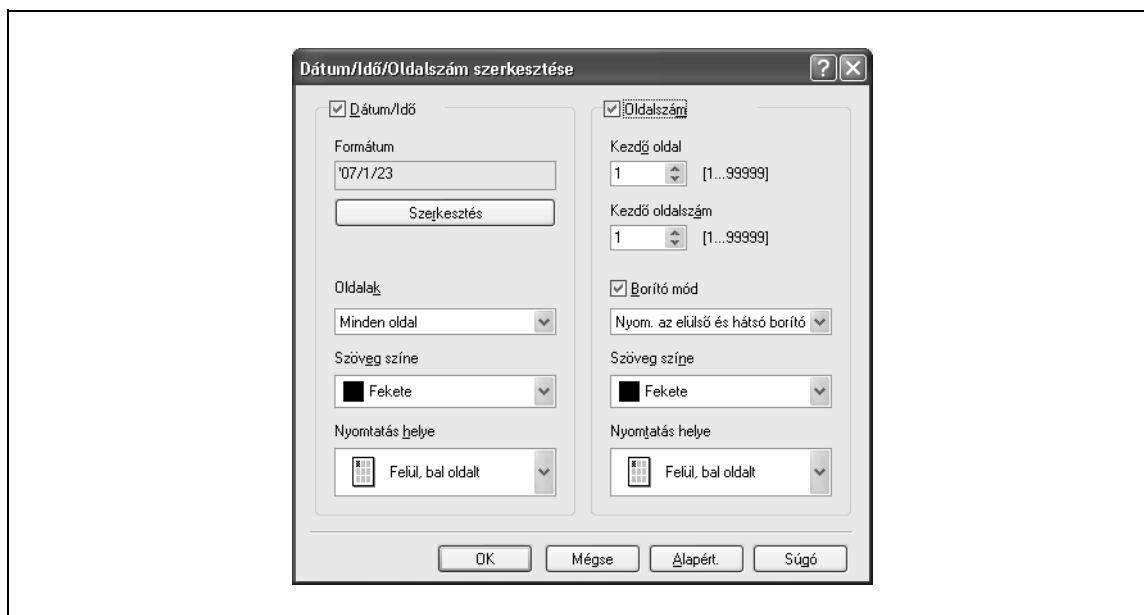 Dátum/Idő/Oldalszám szerkesztése
Dátum/Idő
Formátum
'07/1/23
Szerkesztés
Oldalak
Minden oldal
Szöveg színe
Fekete
Nyomtatás helye
Felül, bal oldalt
Oldalszám
Kezdő oldal
1 [1...99999]
Kezdő oldalszám
1 [1...99999]
Borító mód
Nyom. az elülső és hátsó borító
Szöveg színe
Fekete
Nyomtatás helye
Felül, bal oldalt
OK Mégse Alapért. Súgó